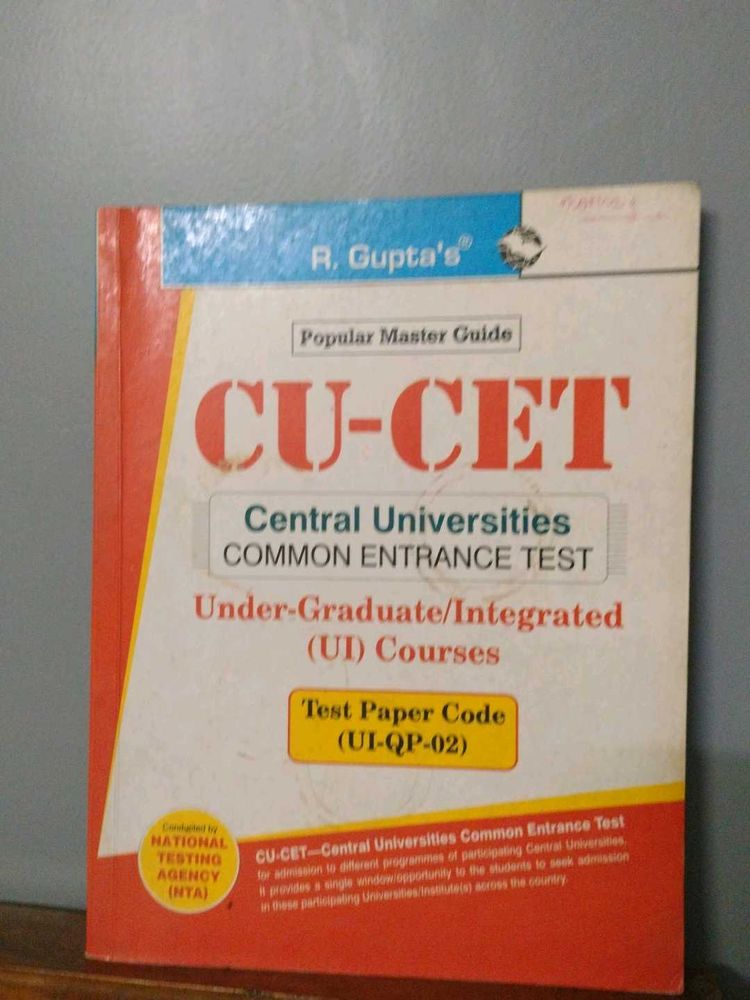 R. Gupta's®
Popular Master Guide
CU-CET
Central Universities
COMMON ENTRANCE TEST
Under-Graduate/Integrated
(UI) Courses
Test Paper Code
(UI-QP-02)
Conducted by
NATIONAL
TESTING
AGENCY
(NTA)
CU-CET—Central Universities Common Entrance Test
for admission to different programmes of participating Central Universities.
It provides a single window/opportunity to the students to seek admission
in these participating Universities/Institute(s) across the country.